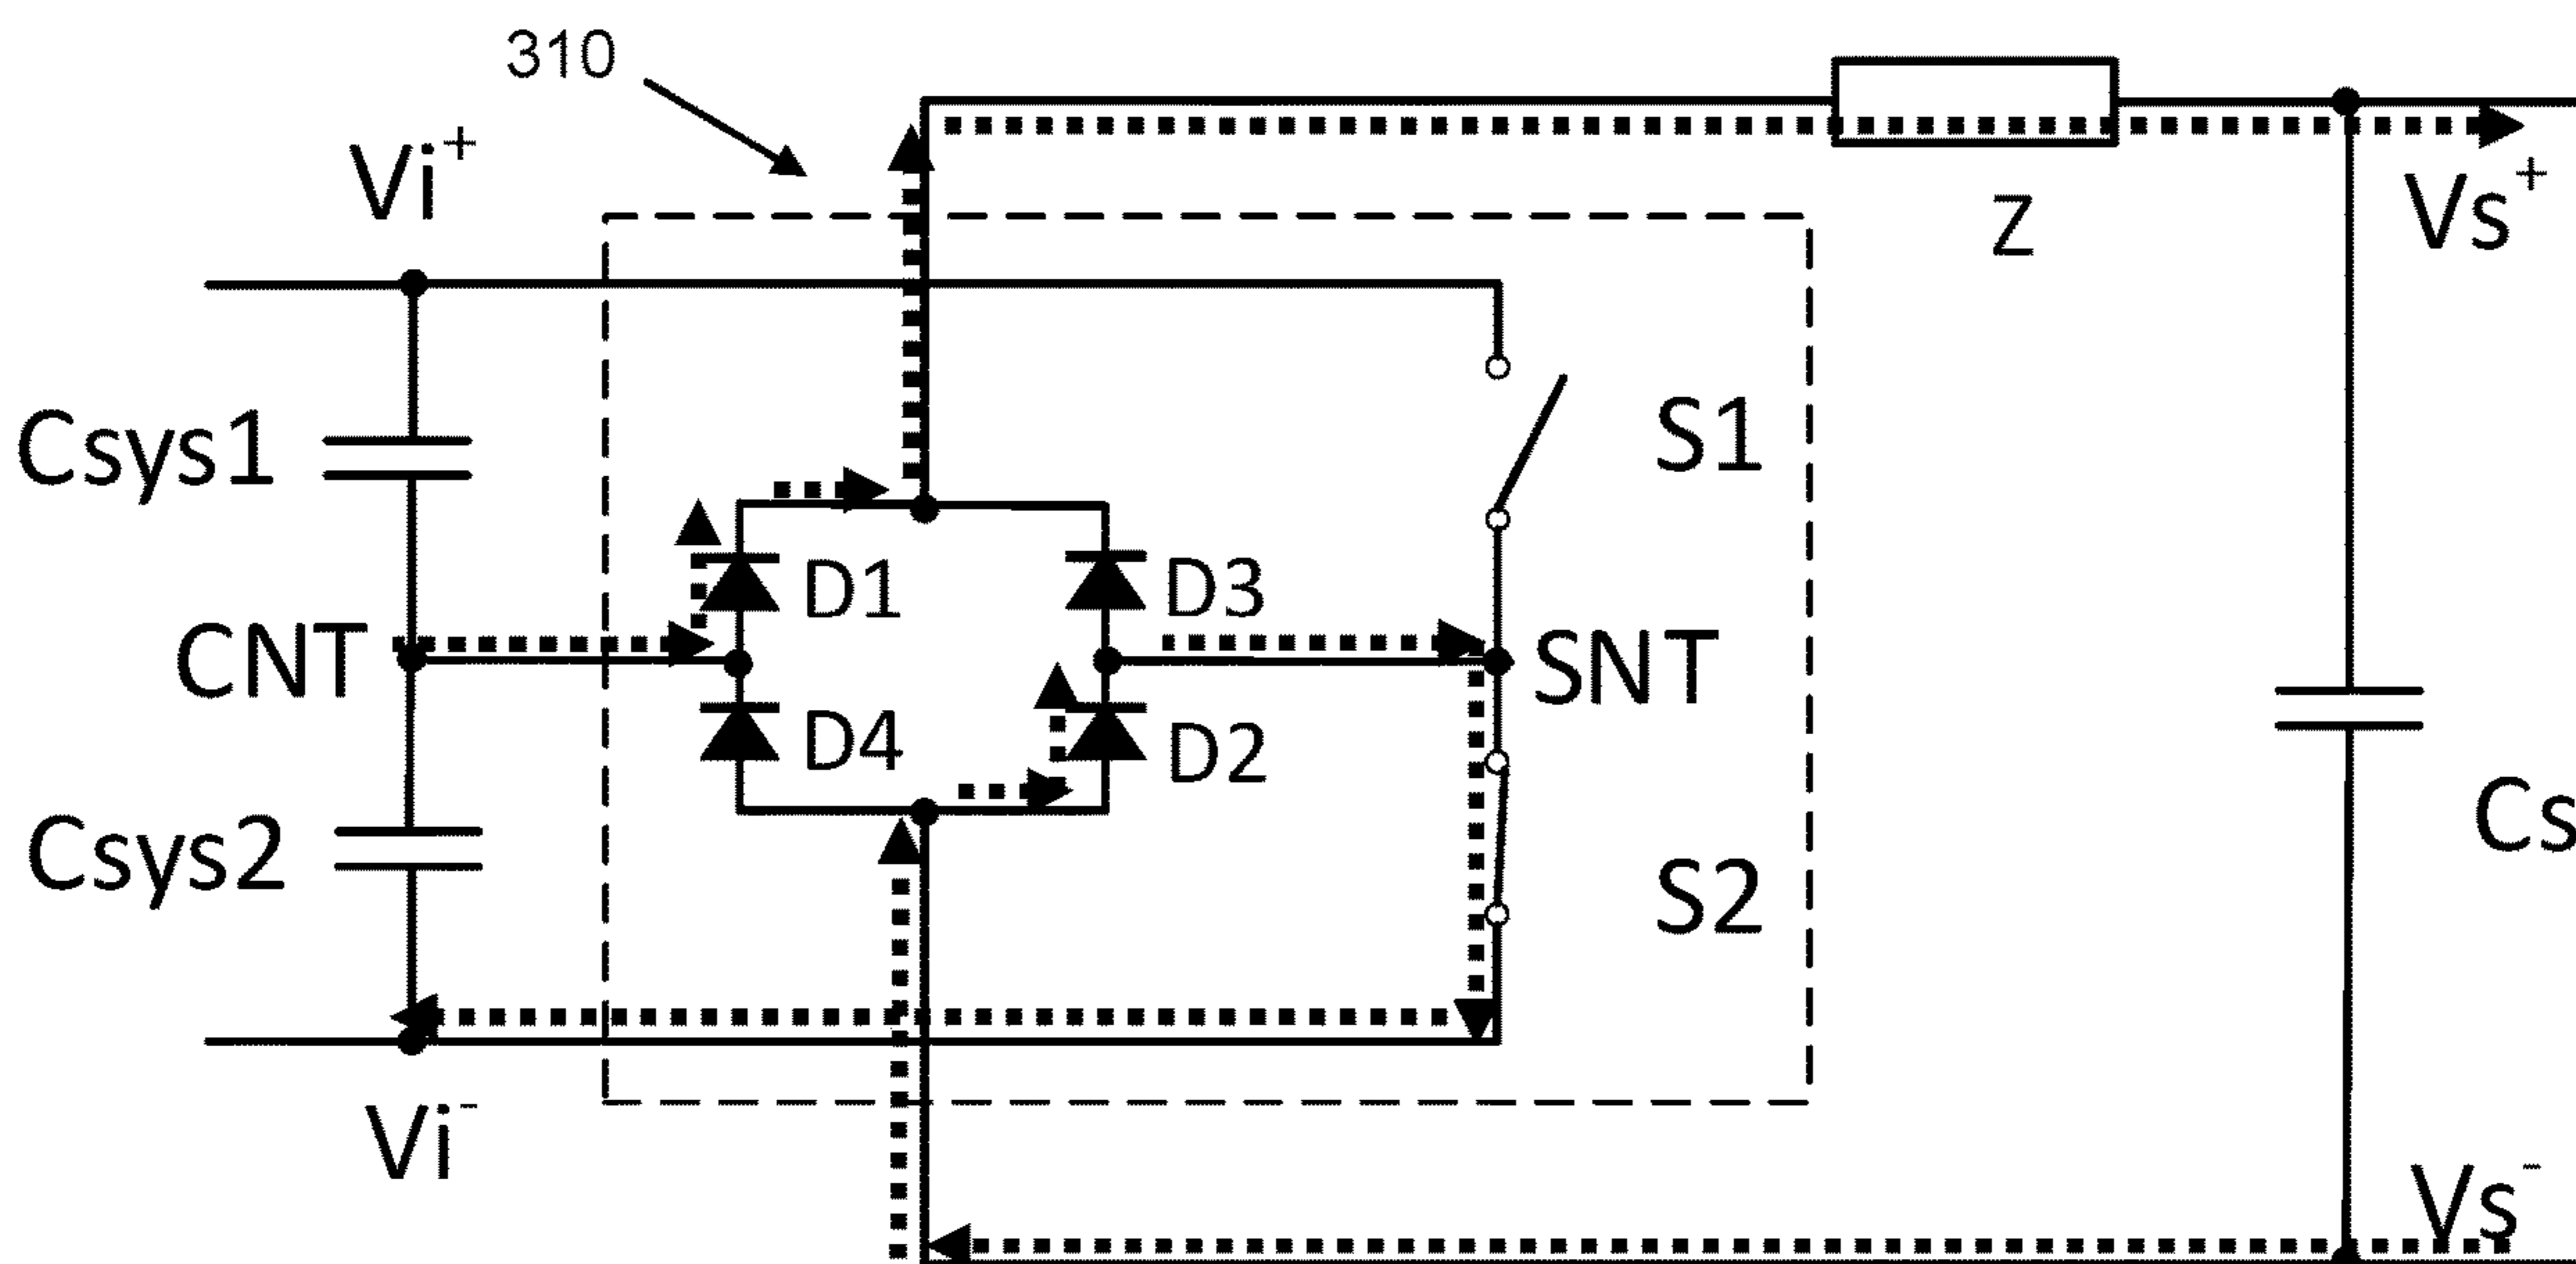 310
Vi⁺
Vs⁺
Z
Csys1
S1
D1
D3
CNT
SNT
D4
D2
Csys2
S2
Cs
Vi⁻
Vs⁻